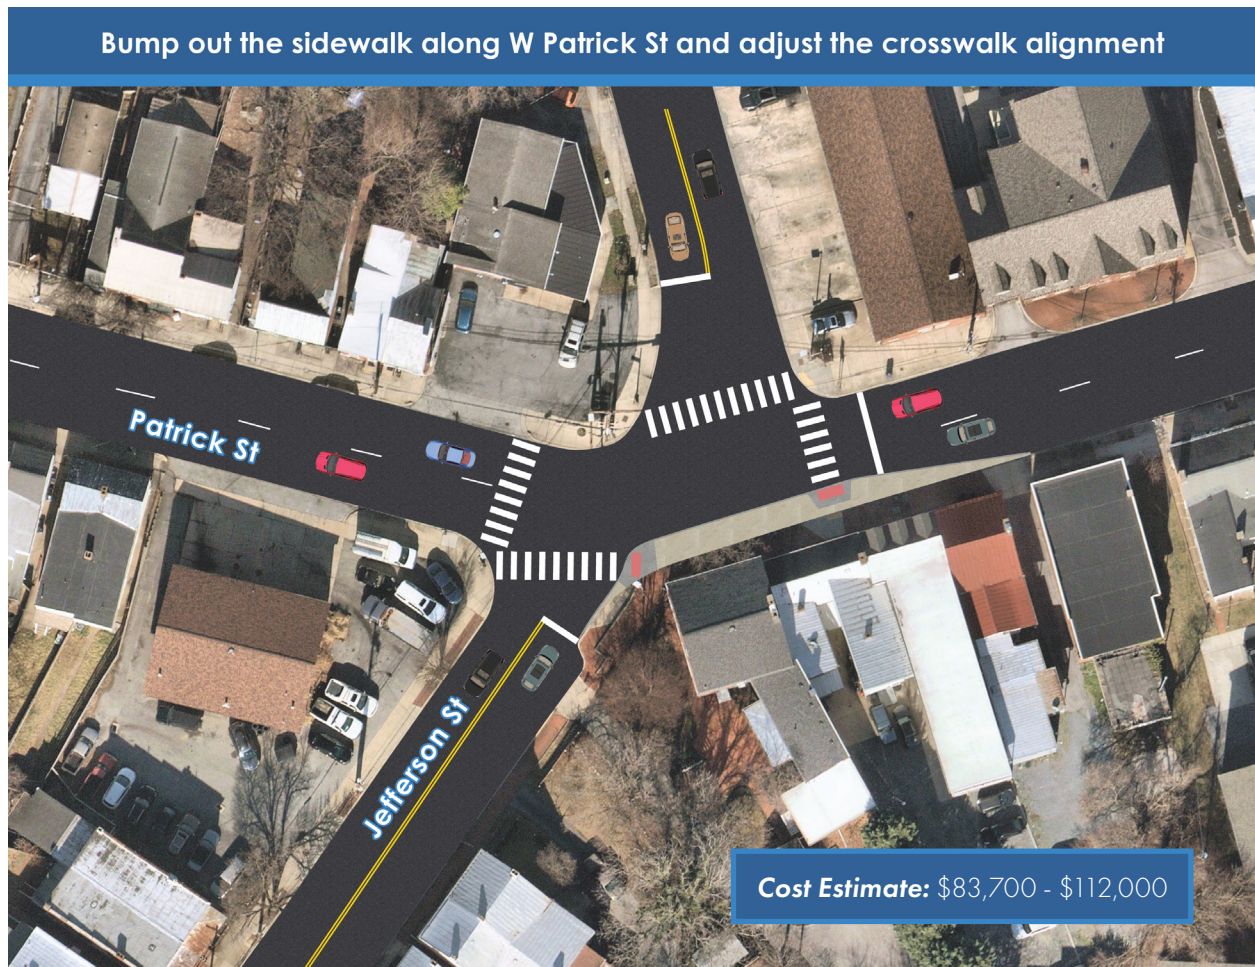 Bump out the sidewalk along W Patrick St and adjust the crosswalk alignment
Patrick St
Jefferson St
Cost Estimate: $83,700 - $112,000